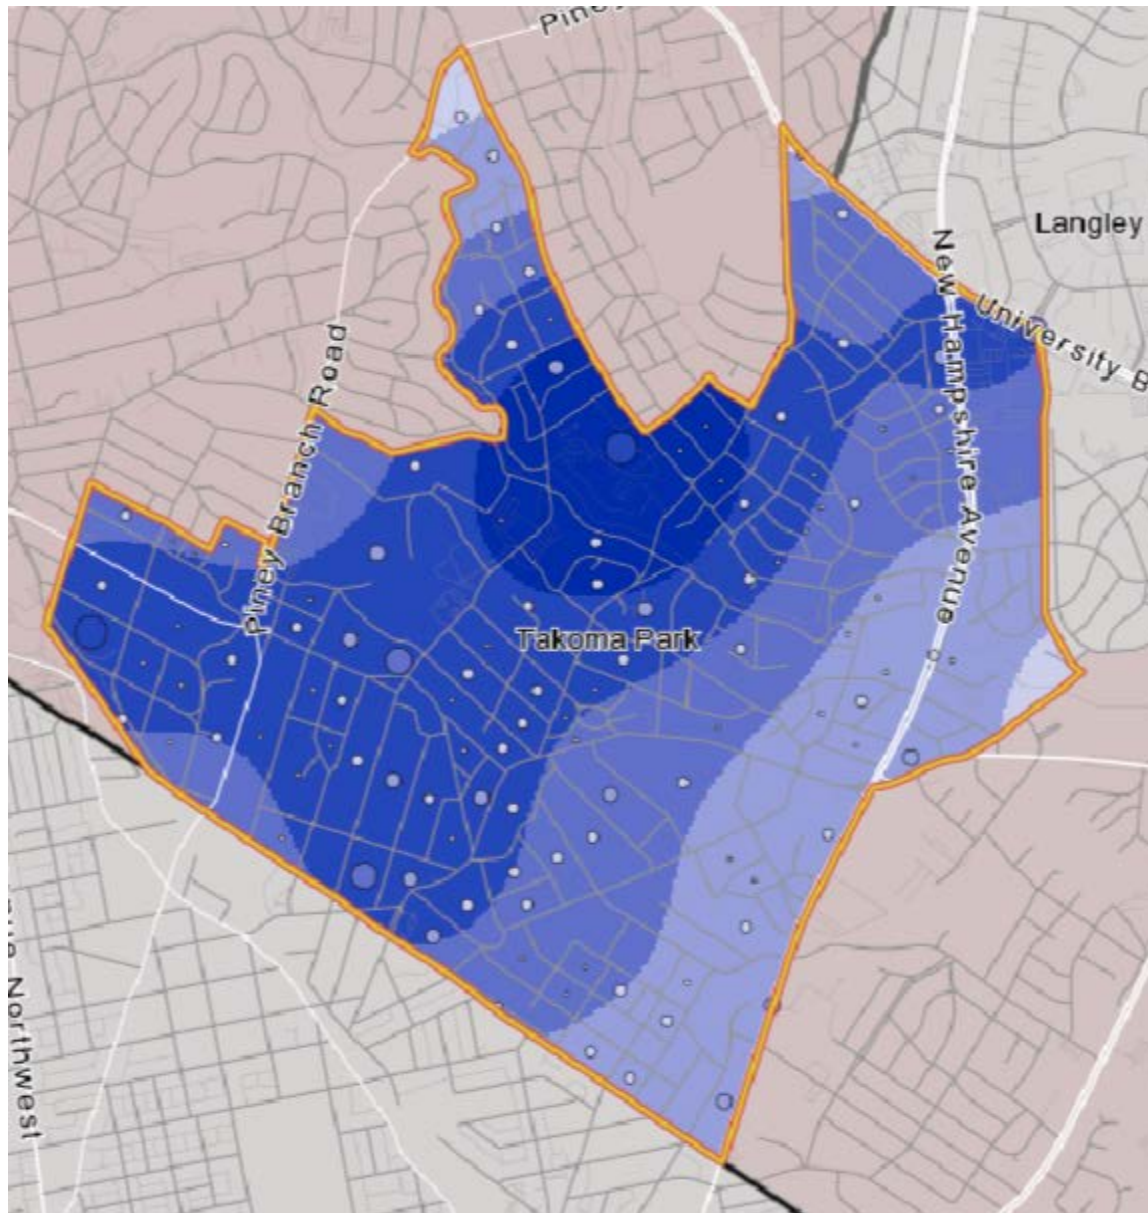 Piney
Langley
New Hampshire Avenue
University B
Piney Branch Road
Takoma Park
Northwest